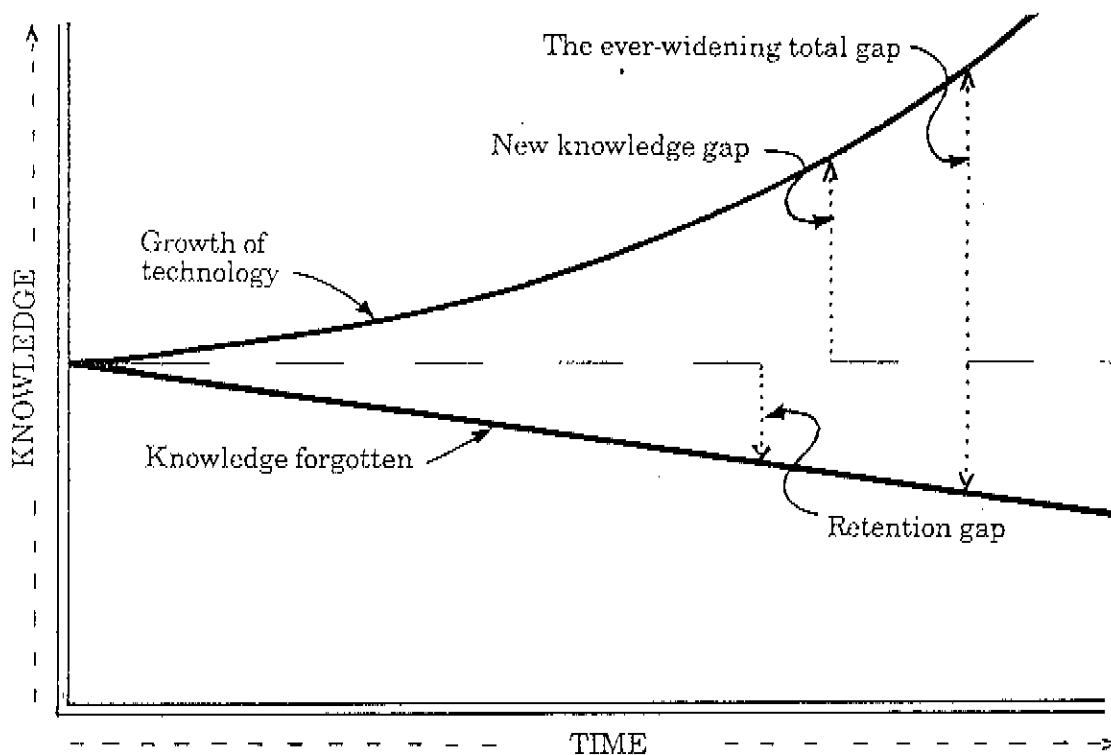 The ever-widening total gap
New knowledge gap
Growth of
technology
KNOWLEDGE
Knowledge forgotten
Retention gap
TIME